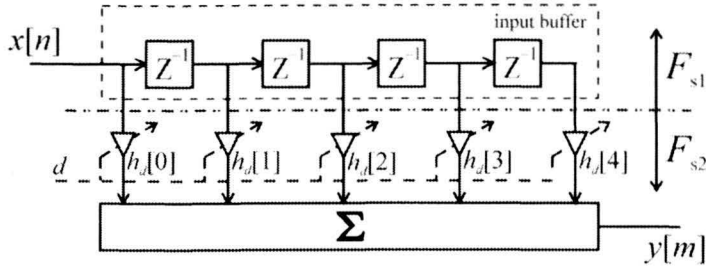 input buffer
x[n]
Z⁻¹ Z⁻¹ Z⁻¹ Z⁻¹
F_s1
d h_d[0] h_d[1] h_d[2] h_d[3] h_d[4]
F_s2
Σ
y[m]